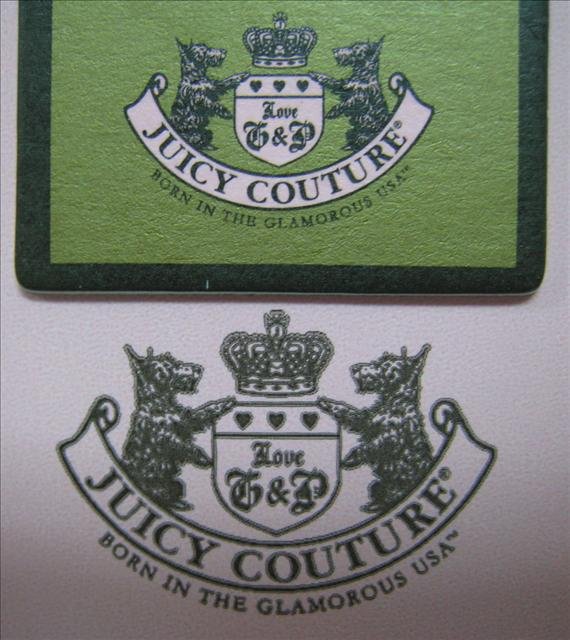 Love
G&P
JUICY COUTURE®
BORN IN THE GLAMOROUS USA™
Love
G&P
JUICY COUTURE®
BORN IN THE GLAMOROUS USA™